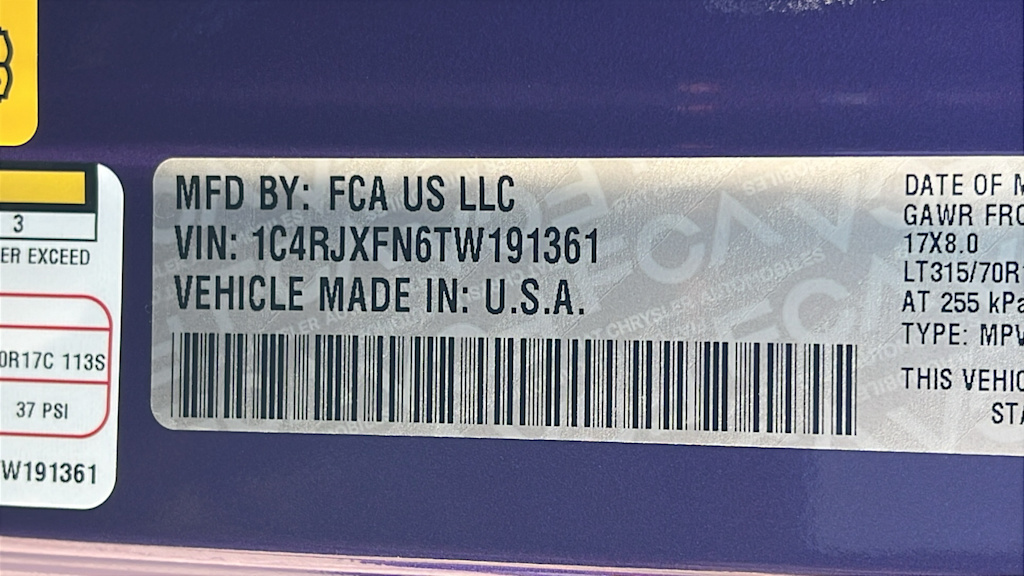 3
ER EXCEED
0R17C 113S
37 PSI
TW191361
MFD BY: FCA US LLC
VIN: 1C4RJXFN6TW191361
VEHICLE MADE IN: U.S.A.
DATE OF M
GAWR FRO
17X8.0
LT315/70R1
AT 255 kPa
TYPE: MPV
THIS VEHIC
STA